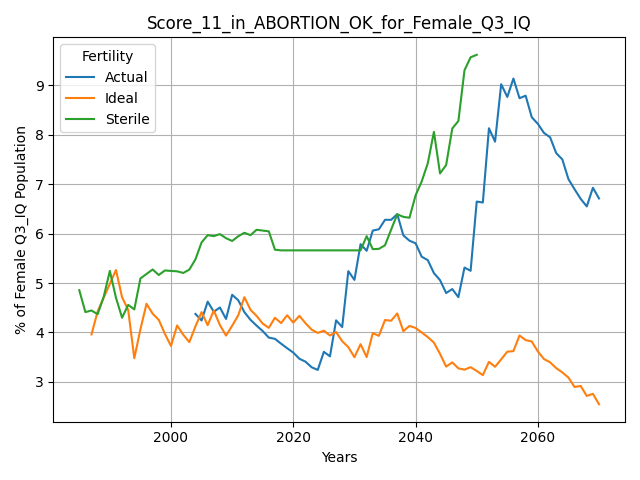 Score_11_in_ABORTION_OK_for_Female_Q3_IQ
Fertility
Actual
Ideal
Sterile
% of Female Q3_IQ Population
9
8
7
6
5
4
3
2000 2020 2040 2060
Years